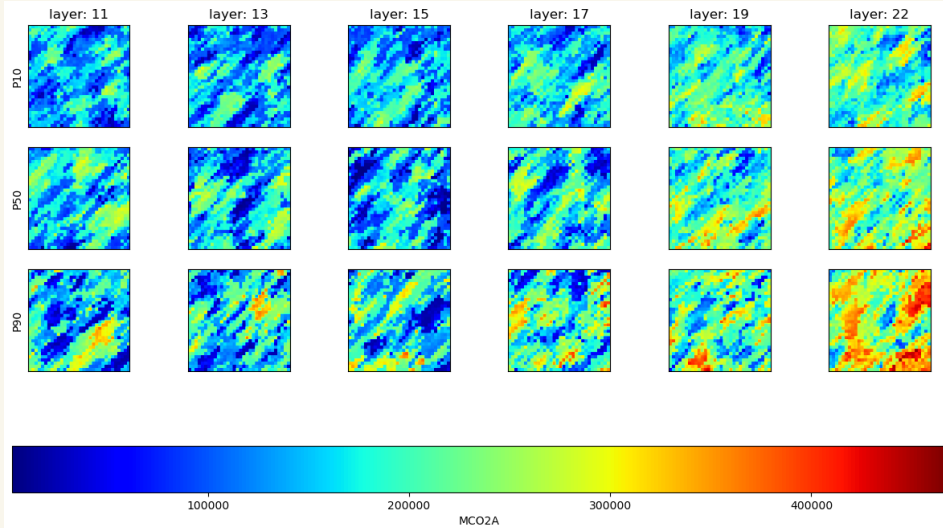 layer: 11 layer: 13 layer: 15 layer: 17 layer: 19 layer: 22
P10
P50
P90
100000 200000 300000 400000
MCO2A